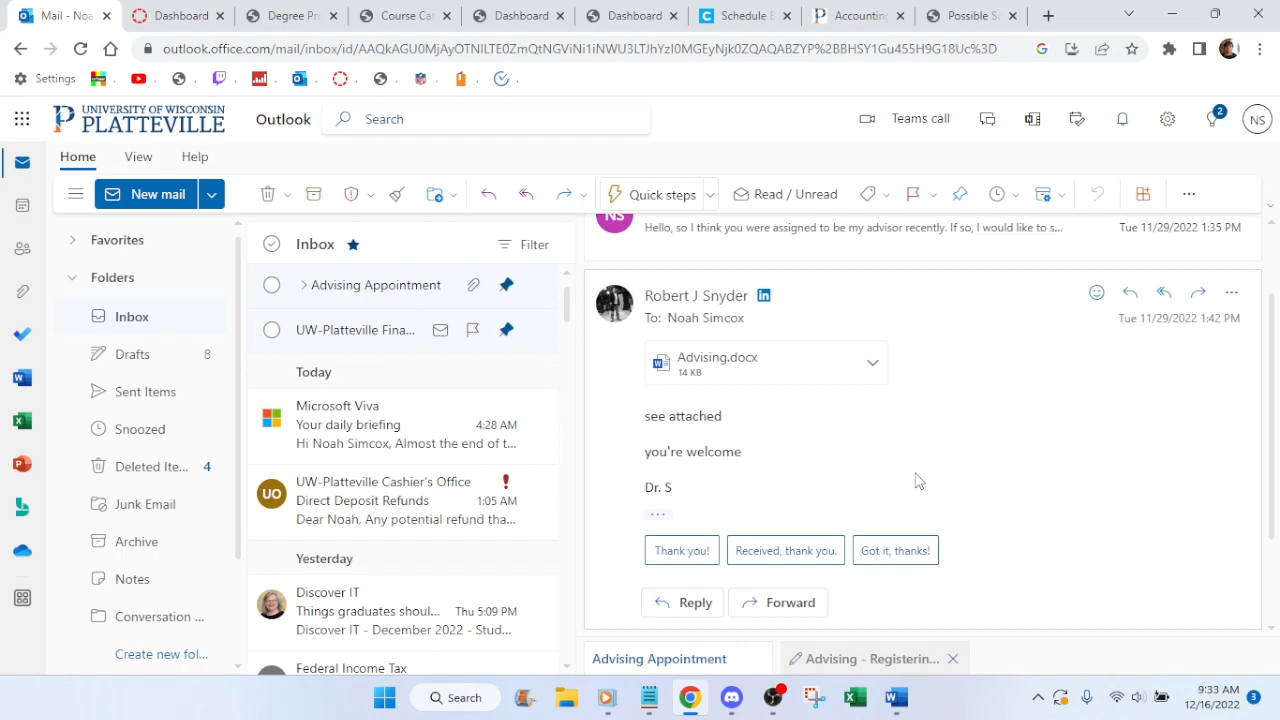 Mail - Noa
Dashboard
Degree Pr
Course Ca
Dashboard
Dashboard
Schedule B
Accounting
Possible Sc
outlook.office.com/mail/inbox/id/AAQkAGU0MjAyOTNlLTE0ZmQtNGViNi1iNWU3LTJhYzI0MGEyNjk0ZQAQABZYP%2BBHSY1Gu455H9G18Uc%3D
Settings
UNIVERSITY OF WISCONSIN
PLATTEVILLE
Outlook
Search
Teams call
2
NS
Home
View
Help
New mail
Quick steps
Read / Unread
Favorites
Folders
Inbox
Drafts 8
Sent Items
Snoozed
Deleted Ite... 4
Junk Email
Archive
Notes
Conversation ...
Create new fol...
Inbox
Filter
Advising Appointment
UW-Platteville Fina...
Today
Microsoft Viva
Your daily briefing 4:28 AM
Hi Noah Simcox, Almost the end of t...
UO
UW-Platteville Cashier's Office
Direct Deposit Refunds 1:05 AM
Dear Noah, Any potential refund tha...
Yesterday
Discover IT
Things graduates shoul... Thu 5:09 PM
Discover IT - December 2022 - Stud...
Federal Income Tax
NS
Hello, so I think you were assigned to be my advisor recently. If so, I would like to s...
Tue 11/29/2022 1:35 PM
Robert J Snyder
To: Noah Simcox
Tue 11/29/2022 1:42 PM
Advising.docx
14 KB
see attached
you're welcome
Dr. S
...
Thank you!
Received, thank you.
Got it, thanks!
Reply
Forward
Advising Appointment
Advising - Registerin...
Search
9:33 AM
12/16/2022
3